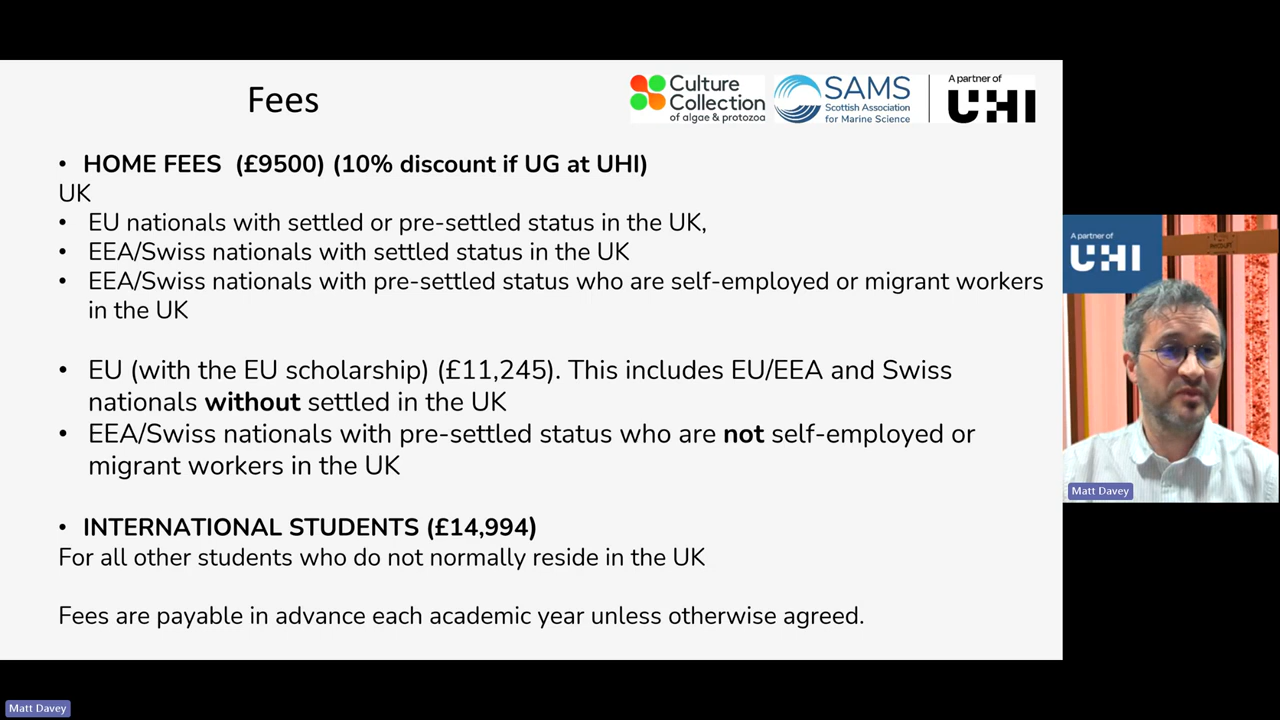 Fees
Culture
Collection
of algae & protozoa
SAMS
Scottish Association
for Marine Science
A partner of
UHI
• HOME FEES (£9500) (10% discount if UG at UHI)
UK
• EU nationals with settled or pre-settled status in the UK,
• EEA/Swiss nationals with settled status in the UK
• EEA/Swiss nationals with pre-settled status who are self-employed or migrant workers
in the UK
• EU (with the EU scholarship) (£11,245). This includes EU/EEA and Swiss
nationals without settled in the UK
• EEA/Swiss nationals with pre-settled status who are not self-employed or
migrant workers in the UK
• INTERNATIONAL STUDENTS (£14,994)
For all other students who do not normally reside in the UK
Fees are payable in advance each academic year unless otherwise agreed.
A partner of
UHI
Matt Davey
Matt Davey